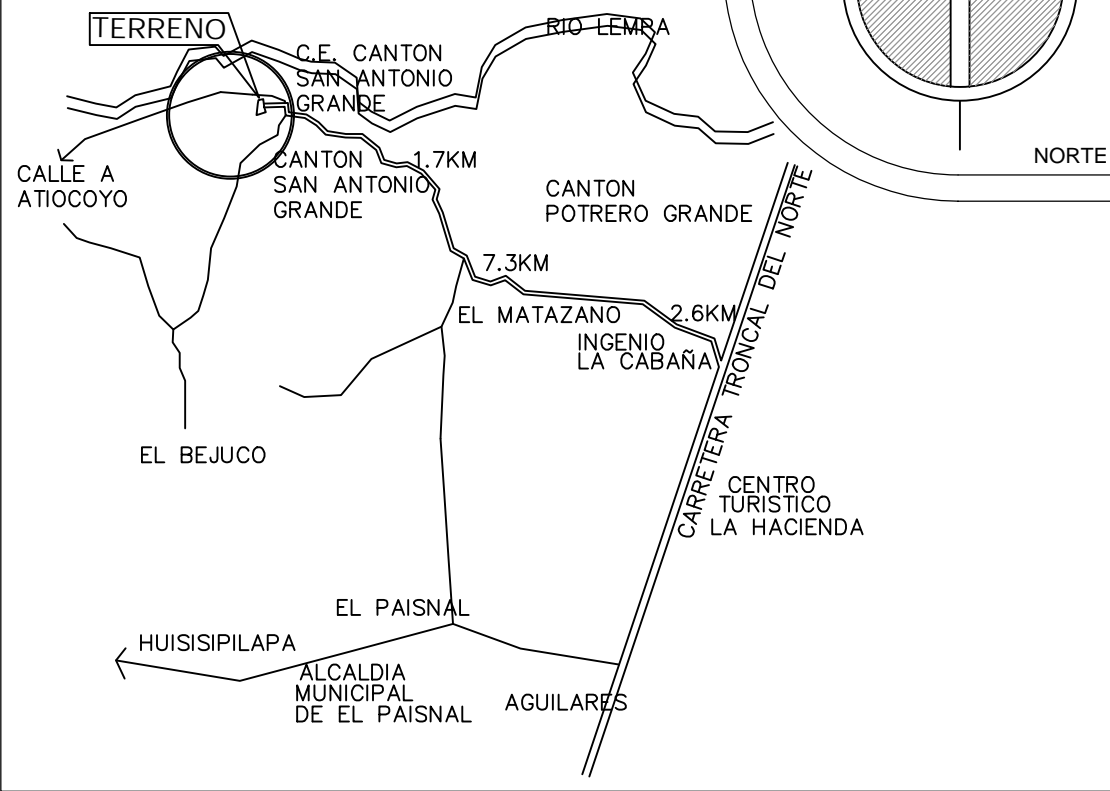 TERRENO
RIO LEMPA
C.E. CANTON
SAN ANTONIO
GRANDE
NORTE
CALLE A
ATIOCOYO
CANTON
SAN ANTONIO
GRANDE
1.7KM
CANTON
POTRERO GRANDE
7.3KM
EL MATAZANO
2.6KM
INGENIO
LA CABAÑA
CARRETERA TRONCAL DEL NORTE
EL BEJUCO
CENTRO
TURISTICO
LA HACIENDA
EL PAISNAL
HUISISIPILAPA
ALCALDIA
MUNICIPAL
DE EL PAISNAL
AGUILARES